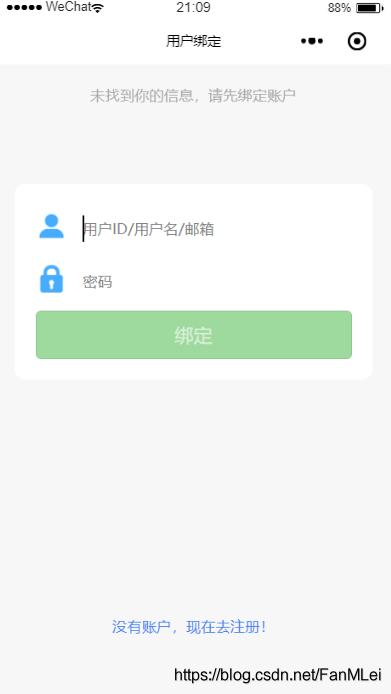 WeChat 21:09 88%
用户绑定
未找到你的信息，请先绑定账户
用户ID/用户名/邮箱
密码
绑定
没有账户，现在去注册！
https://blog.csdn.net/FanMLei